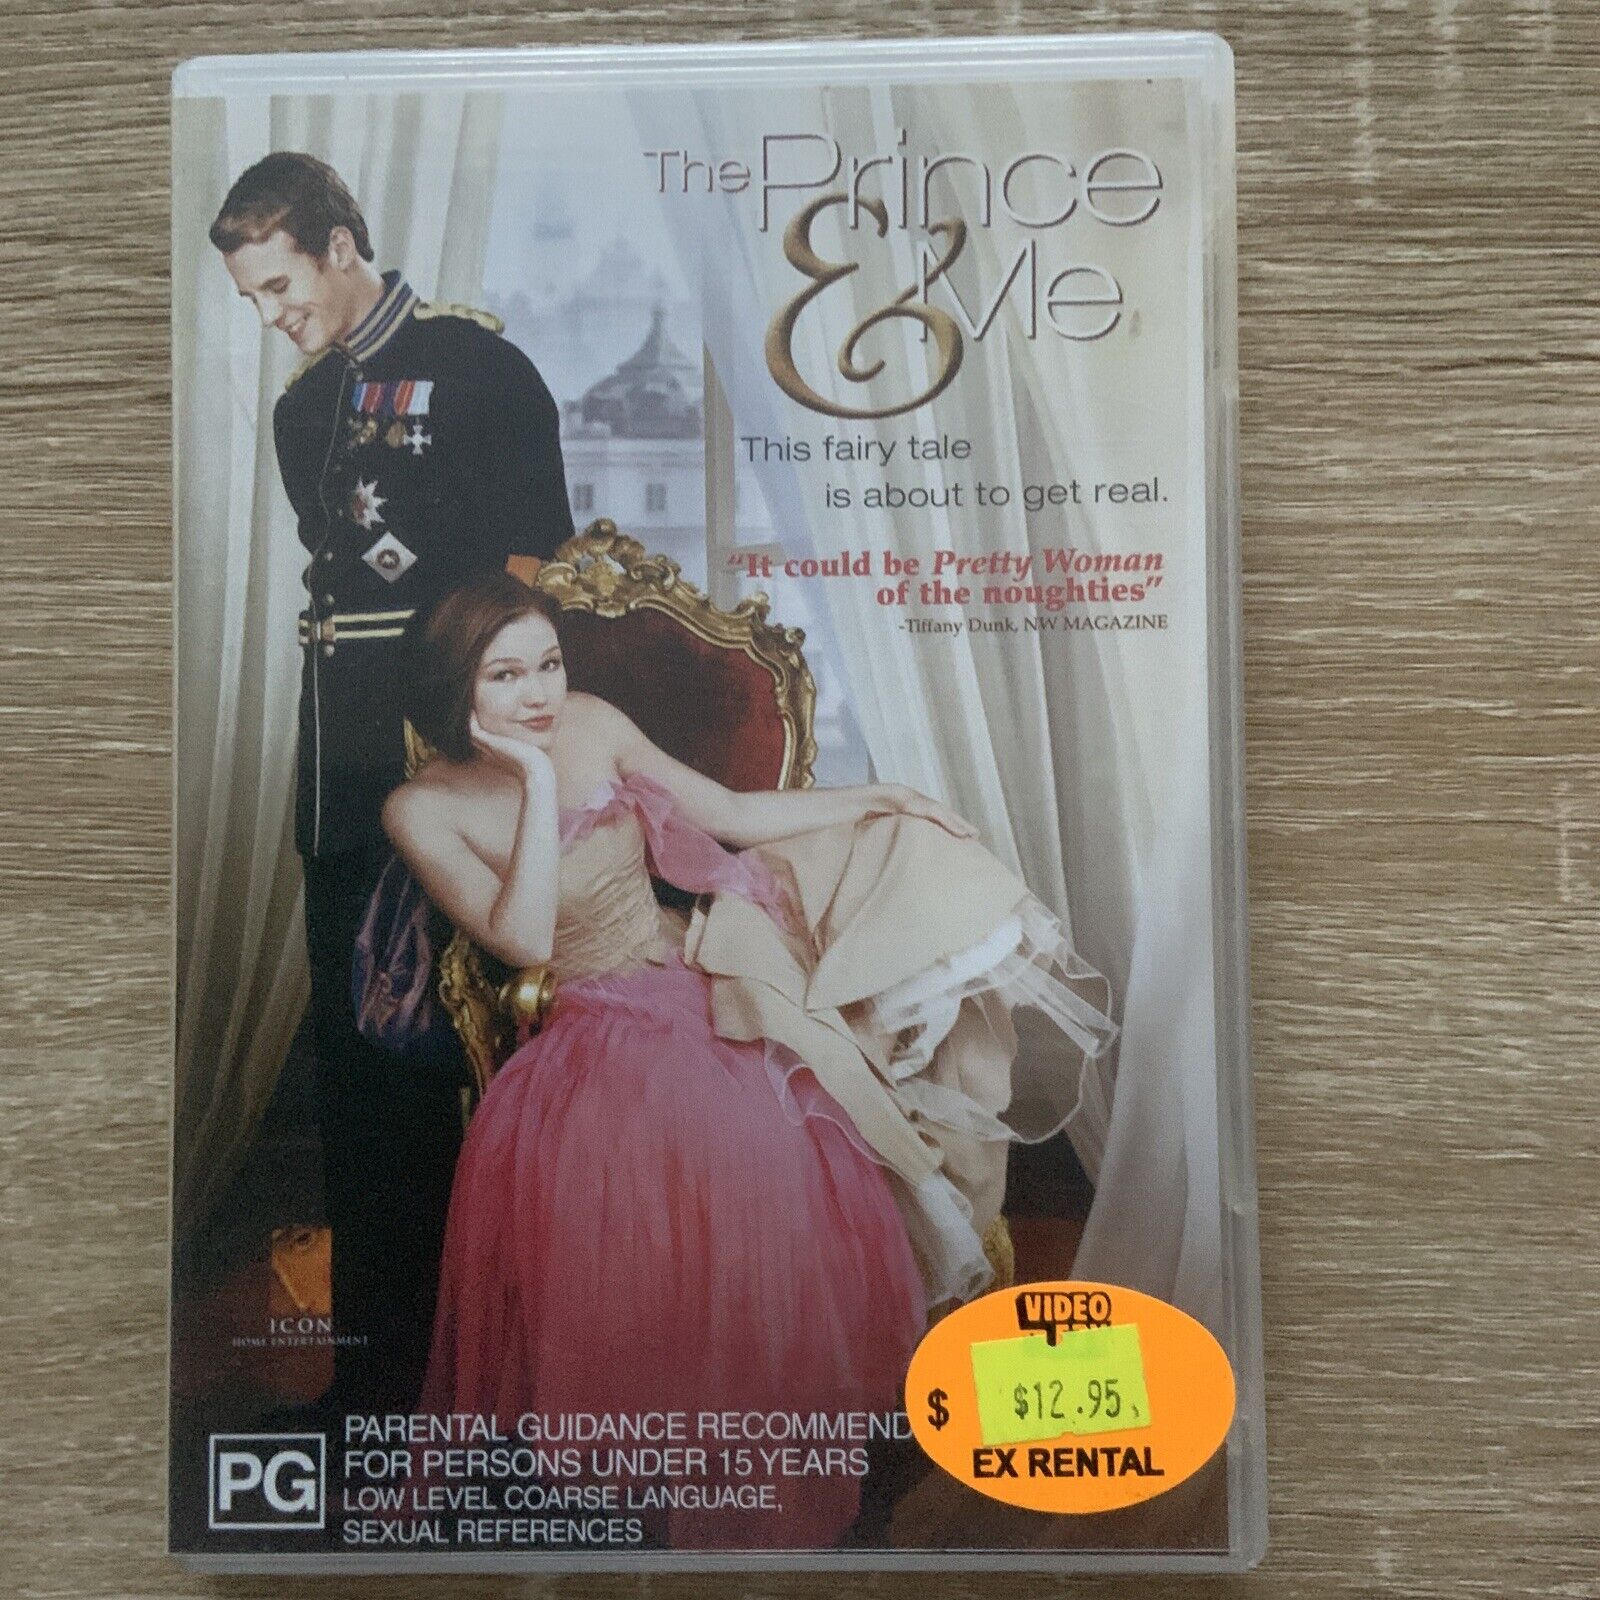 The Prince
& Me
This fairy tale
is about to get real.
"It could be Pretty Woman
of the noughties"
-Tiffany Dunk, NW MAGAZINE
ICON
HOME ENTERTAINMENT
VIDEO
$
$12.95
EX RENTAL
PG
PARENTAL GUIDANCE RECOMMEND
FOR PERSONS UNDER 15 YEARS
LOW LEVEL COARSE LANGUAGE,
SEXUAL REFERENCES